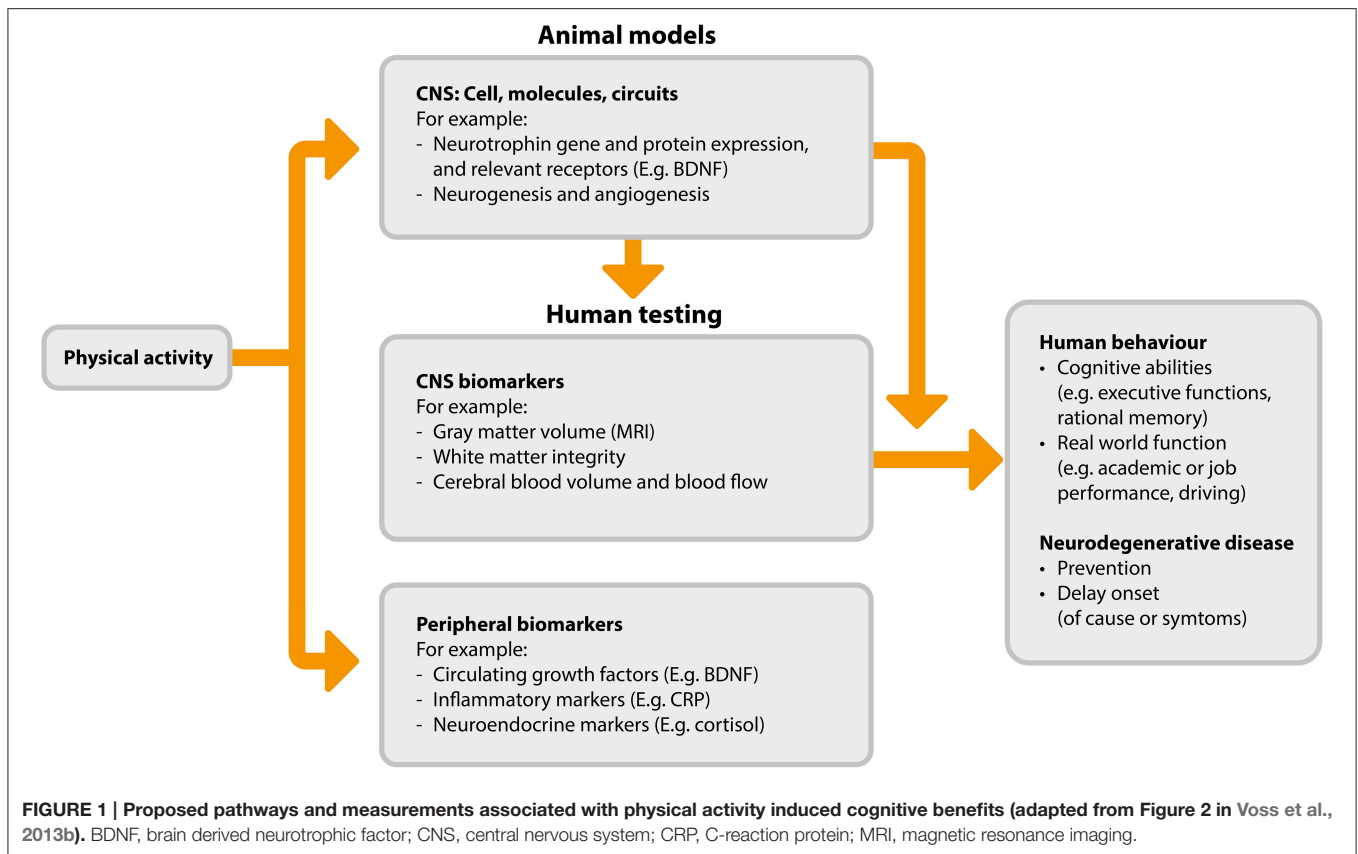 Animal models
CNS: Cell, molecules, circuits
For example:
- Neurotrophin gene and protein expression,
and relevant receptors (E.g. BDNF)
- Neurogenesis and angiogenesis
Human testing
Physical activity
CNS biomarkers
For example:
- Gray matter volume (MRI)
- White matter integrity
- Cerebral blood volume and blood flow
Peripheral biomarkers
For example:
- Circulating growth factors (E.g. BDNF)
- Inflammatory markers (E.g. CRP)
- Neuroendocrine markers (E.g. cortisol)
Human behaviour
• Cognitive abilities
(e.g. executive functions,
rational memory)
• Real world function
(e.g. academic or job
performance, driving)
Neurodegenerative disease
• Prevention
• Delay onset
(of cause or symtoms)
FIGURE 1 | Proposed pathways and measurements associated with physical activity induced cognitive benefits (adapted from Figure 2 in Voss et al.,
2013b). BDNF, brain derived neurotrophic factor; CNS, central nervous system; CRP, C-reaction protein; MRI, magnetic resonance imaging.